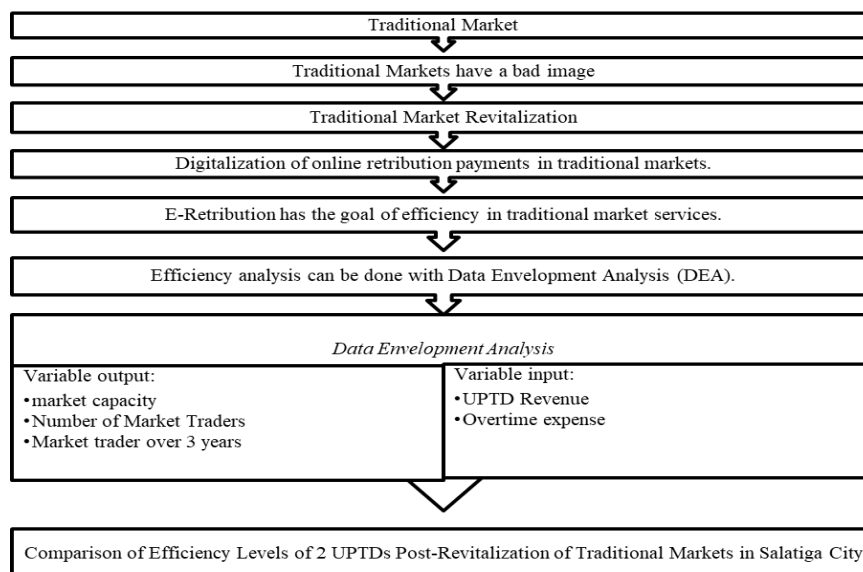 Traditional Market
Traditional Markets have a bad image
Traditional Market Revitalization
Digitalization of online retribution payments in traditional markets.
E-Retribution has the goal of efficiency in traditional market services.
Efficiency analysis can be done with Data Envelopment Analysis (DEA).
Data Envelopment Analysis
Variable output:
•market capacity
•Number of Market Traders
•Market trader over 3 years
Variable input:
•UPTD Revenue
•Overtime expense
Comparison of Efficiency Levels of 2 UPTDs Post-Revitalization of Traditional Markets in Salatiga City